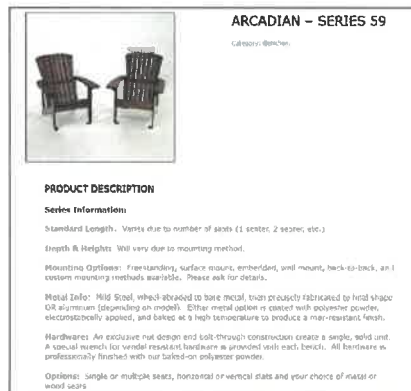 ARCADIAN – SERIES 59
Category: Benches
PRODUCT DESCRIPTION
Series Information:
Standard Length. Varies due to number of seats (1 seater, 2 seater, etc.)
Depth & Height: Will vary due to mounting method.
Mounting Options: Freestanding, surface mount, embedded, wall mount, back-to-back, and
custom mounting methods available. Please ask for details.
Metal Info: Mild Steel, wheel-abraded to base metal, then precisely fabricated to hold shape
OR aluminum (depending on model). Either metal option is coated with polyester powder,
electrostatically applied, and baked at a high temperature to produce a mar-resistant finish.
Hardware: An exclusive nut design and bolt-through construction create a single, solid unit.
A special wrench for vandal resistant hardware is provided with each bench. All hardware is
professionally finished with our baked-on polyester powder.
Options: Single or multiple seats, horizontal or vertical slats and your choice of metal or
wood seats